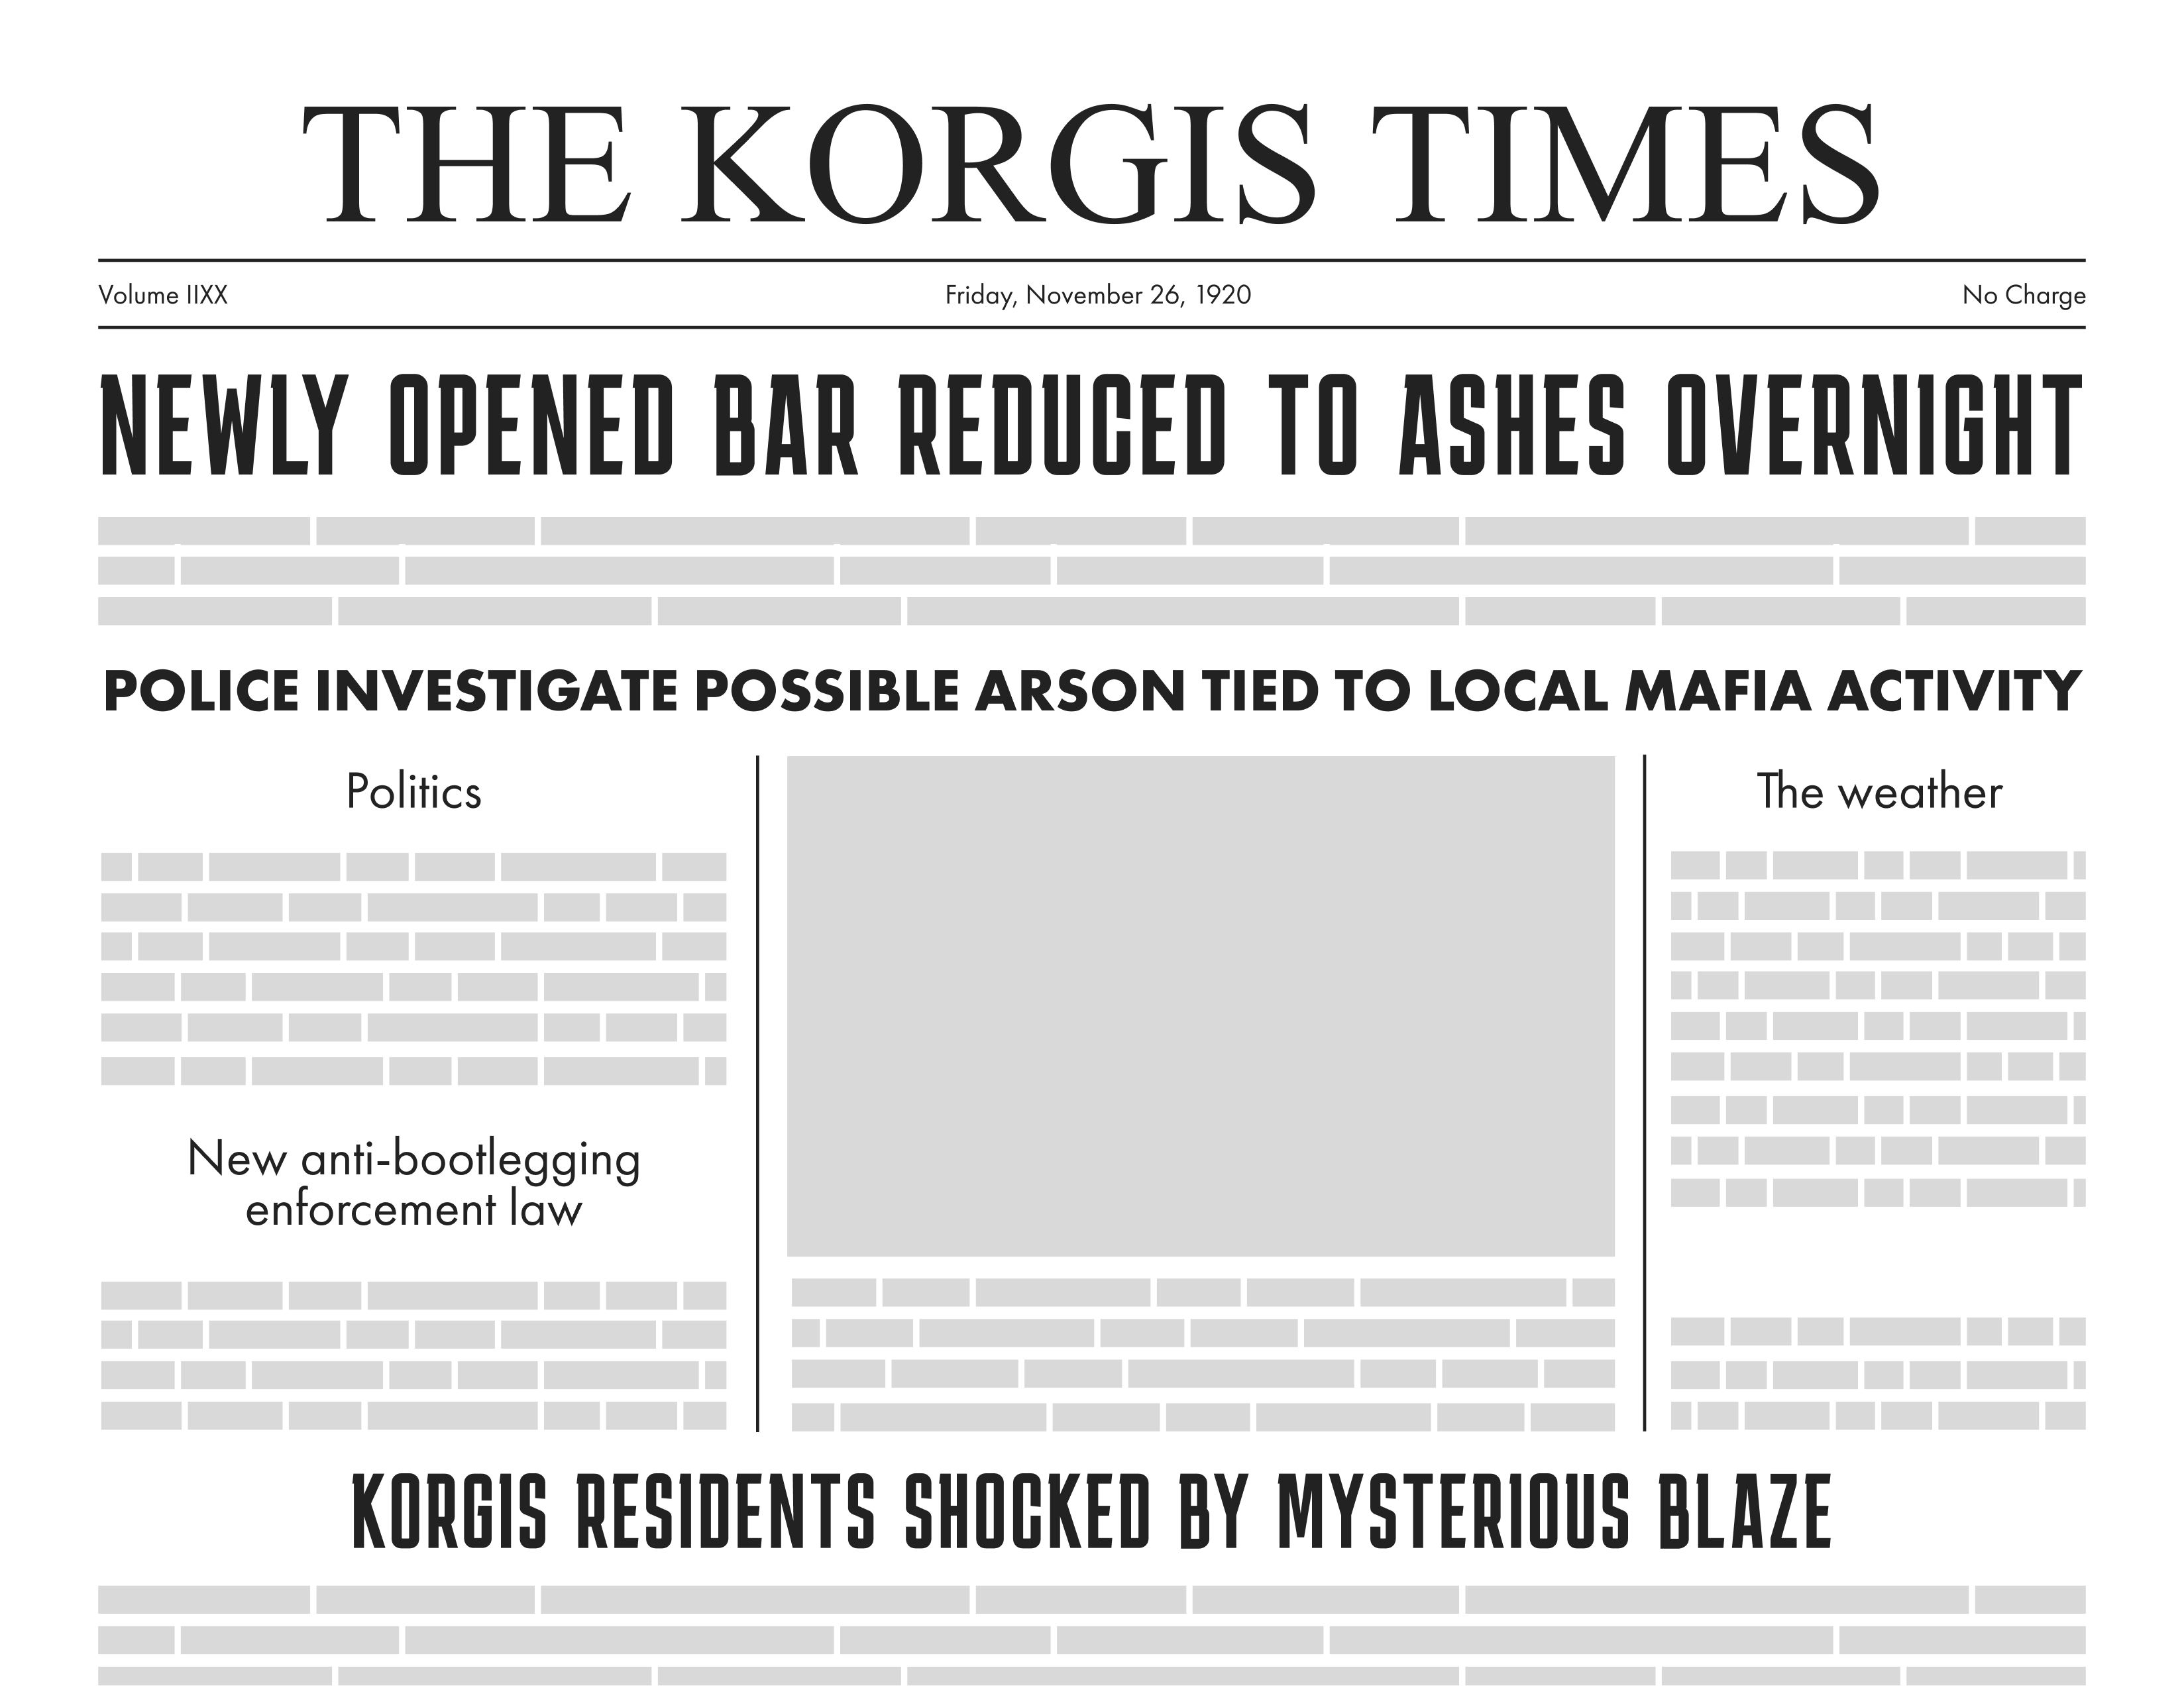 THE KORGIS TIMES
Volume IIXX
Friday, November 26, 1920
No Charge
NEWLY OPENED BAR REDUCED TO ASHES OVERNIGHT
POLICE INVESTIGATE POSSIBLE ARSON TIED TO LOCAL MAFIA ACTIVITY
Politics
New anti-bootlegging
enforcement law
The weather
KORGIS RESIDENTS SHOCKED BY MYSTERIOUS BLAZE